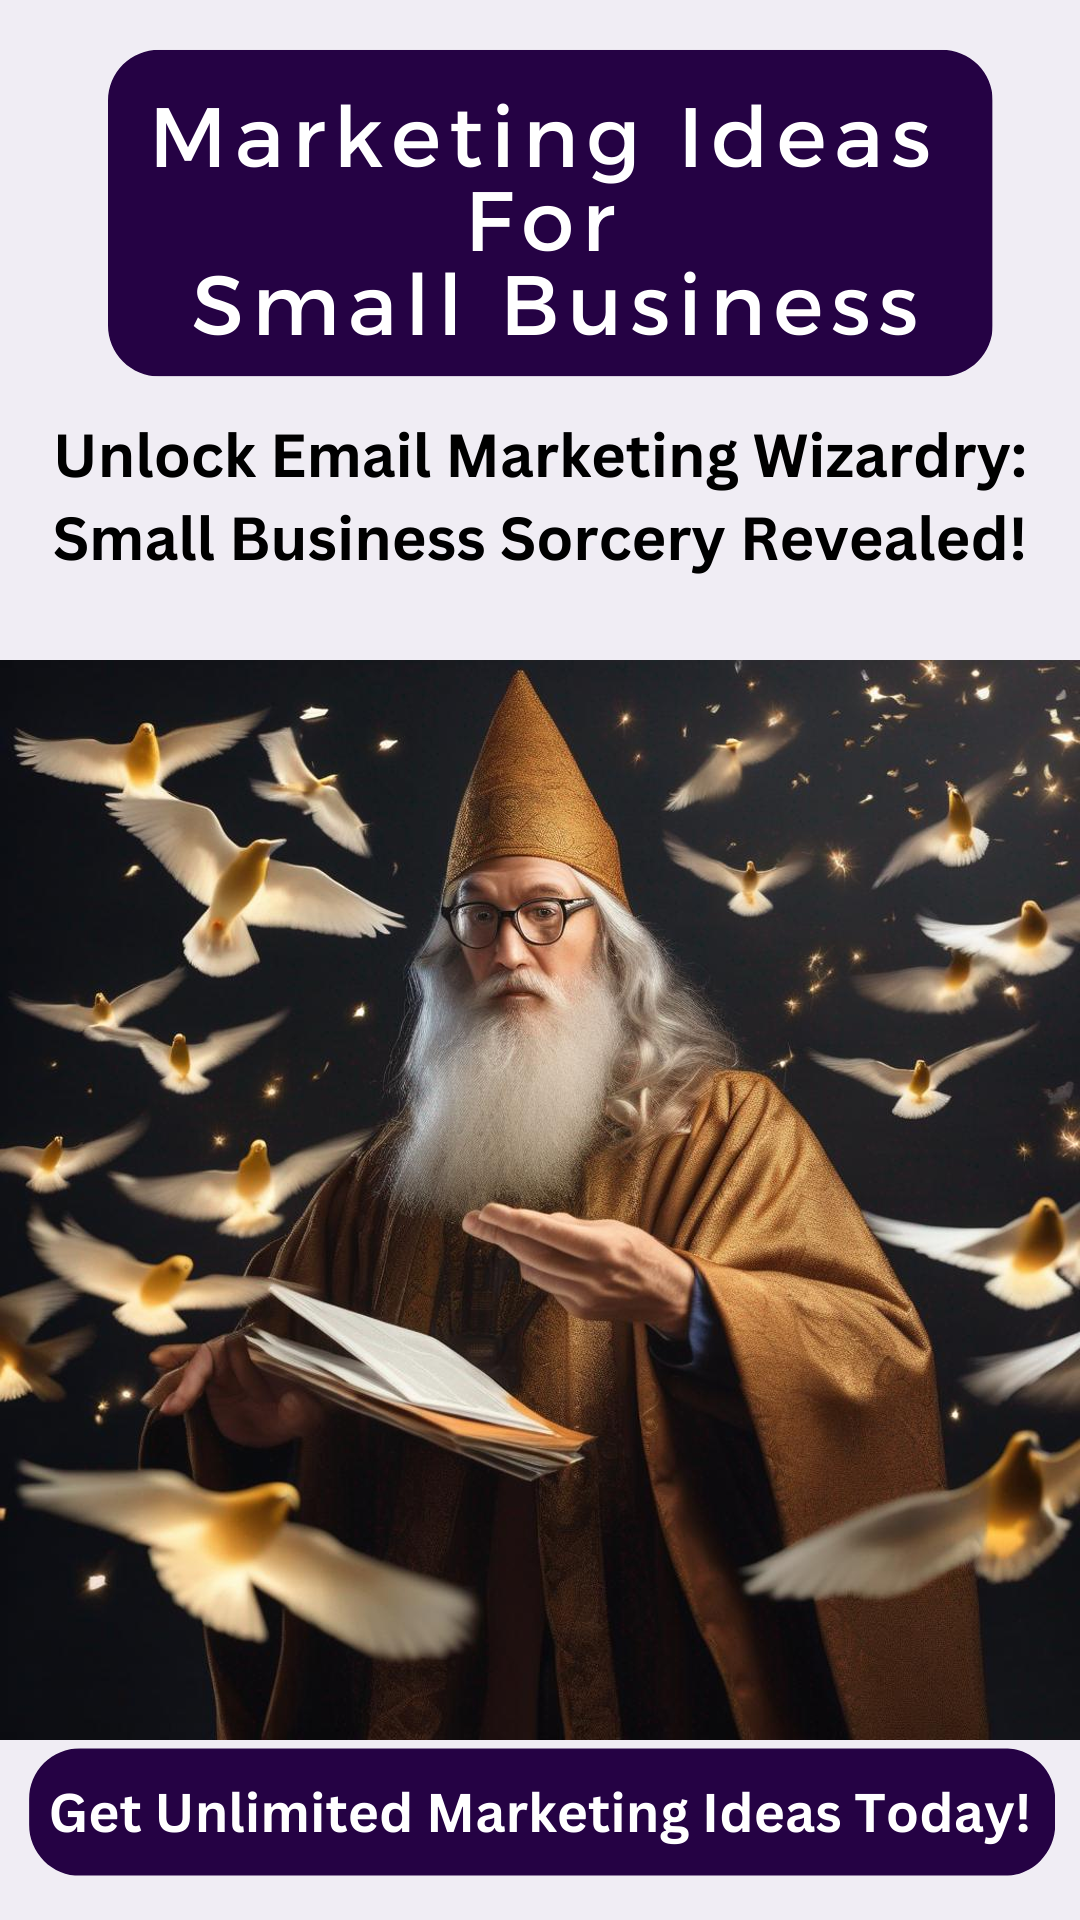 Marketing Ideas
For
Small Business
Unlock Email Marketing Wizardry:
Small Business Sorcery Revealed!
Get Unlimited Marketing Ideas Today!